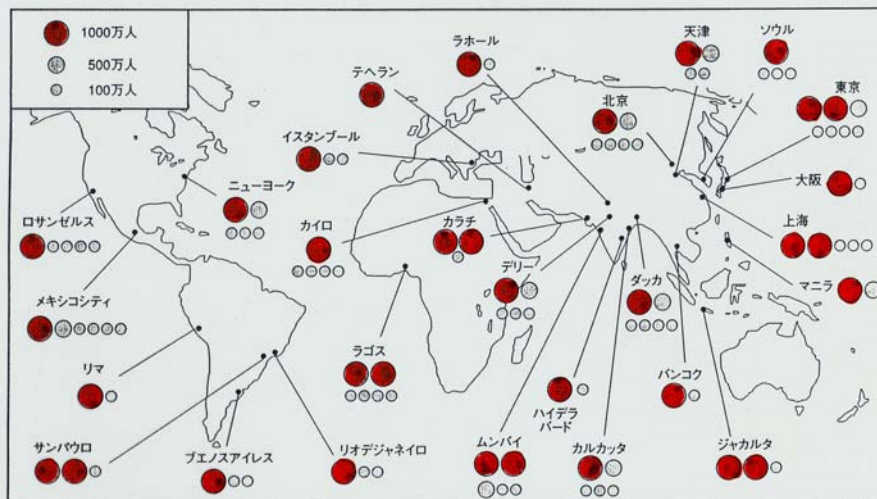 1000万人
500万人
100万人
ラホール
テヘラン
天津
ソウル
北京
東京
イスタンブール
大阪
ニューヨーク
ロサンゼルス
カイロ
カラチ
上海
デリー
ダッカ
マニラ
メキシコシティ
リマ
ラゴス
バンコク
ハイデラ
バード
サンパウロ
ブエノスアイレス
リオデジャネイロ
ムンバイ
カルカッタ
ジャカルタ